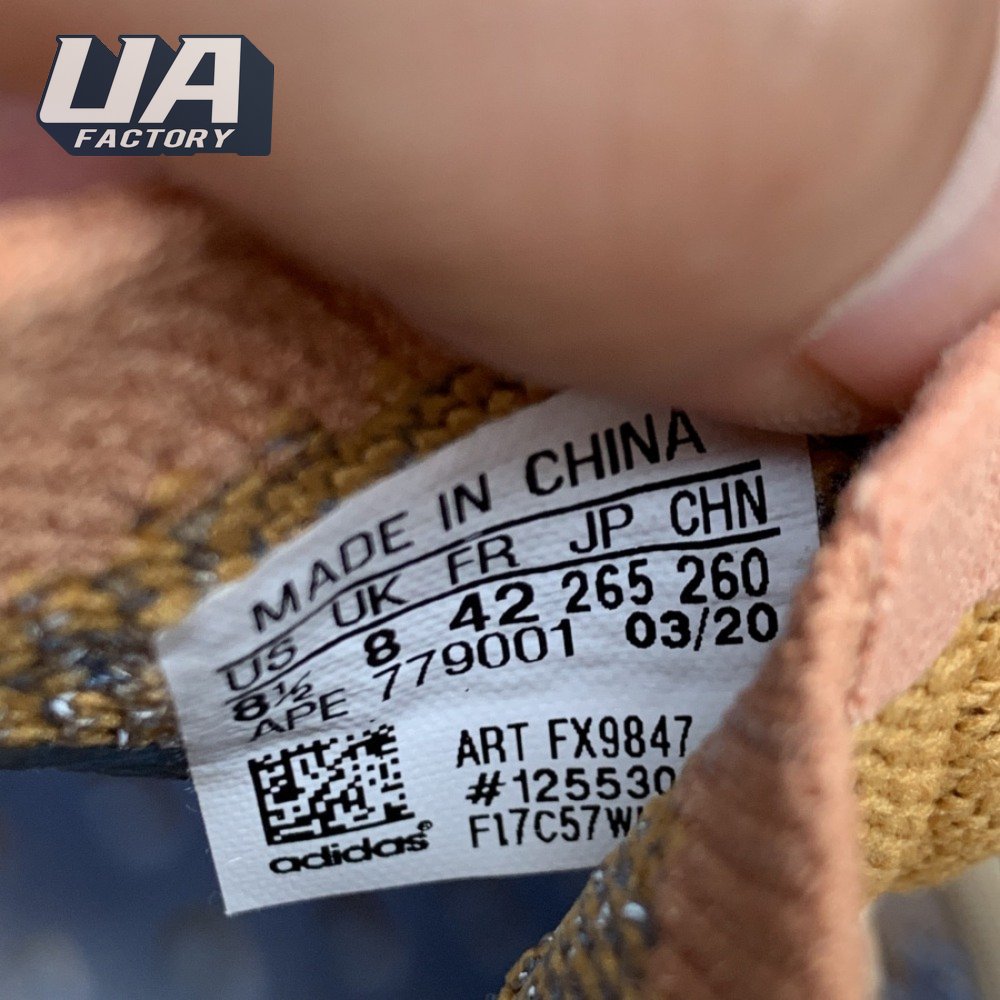 UA
FACTORY
MADE IN CHINA
US UK FR JP CHN
8½ 8 42 265 260
APE 779001 03/20
ART FX9847
#1255530
F17C57W
adidas®